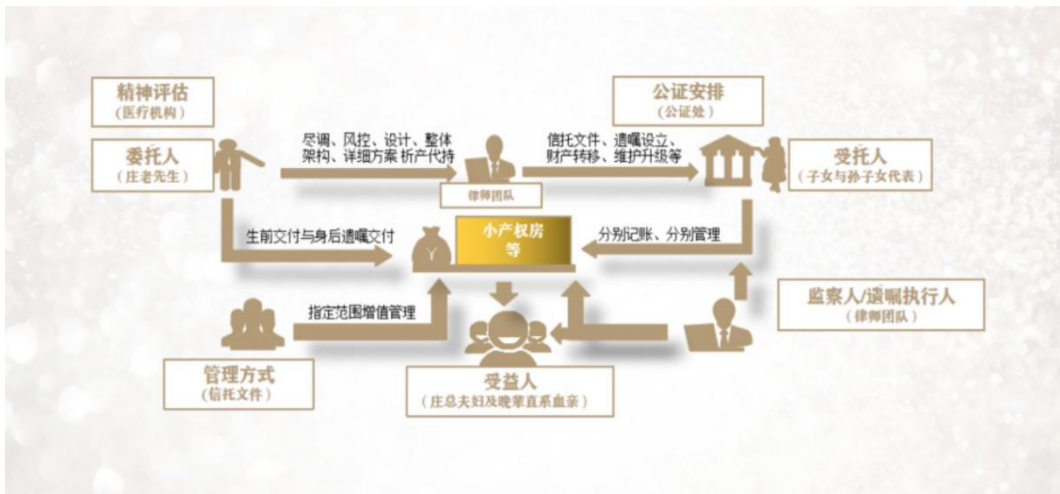 精神评估
(医疗机构)
公证安排
(公证处)
委托人
(庄老先生)
尽调、风控、设计、整体
架构、详细方案 析产代持
律师团队
信托文件、遗嘱设立、
财产转移、维护升级等
受托人
(子女与孙子女代表)
生前交付与身后遗嘱交付
小产权房
等
分别记账、分别管理
指定范围增值管理
监察人/遗嘱执行人
(律师团队)
管理方式
(信托文件)
受益人
(庄总夫妇及晚辈直系血亲)